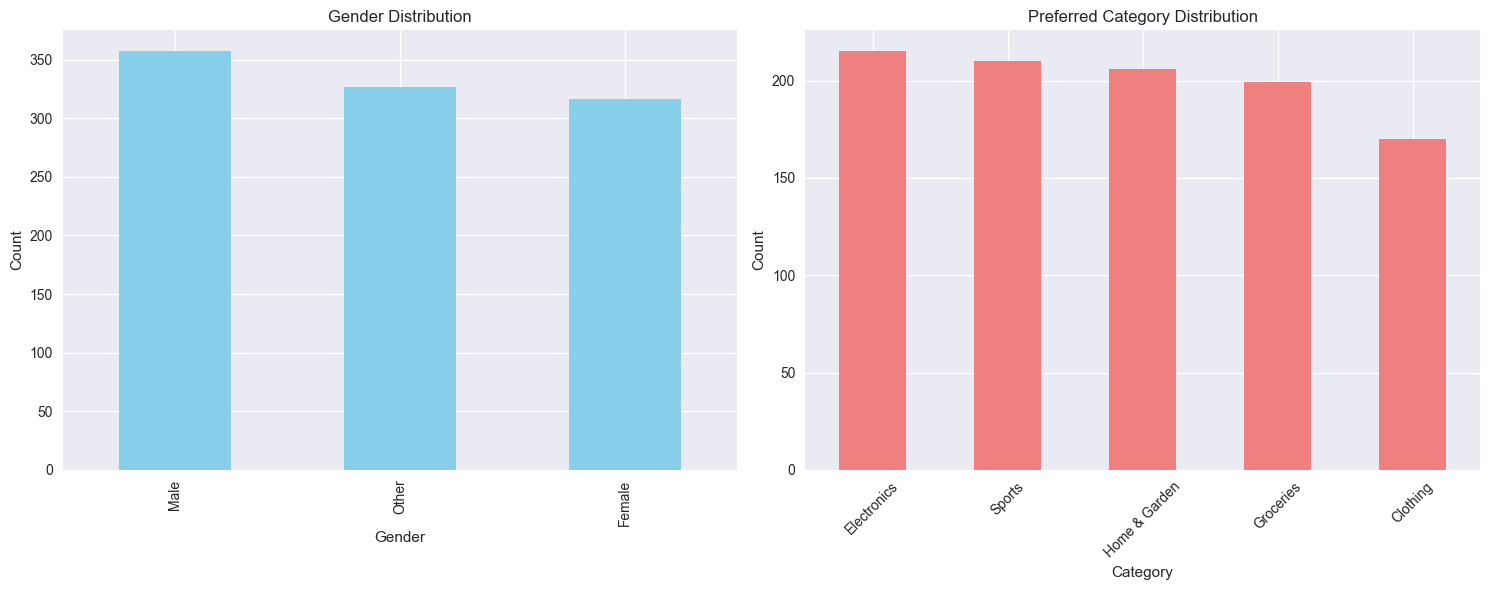 Gender Distribution
350
300
250
200
150
100
50
0
Count
Male
Other
Female
Gender
Preferred Category Distribution
200
150
100
50
0
Count
Electronics
Sports
Home & Garden
Groceries
Clothing
Category